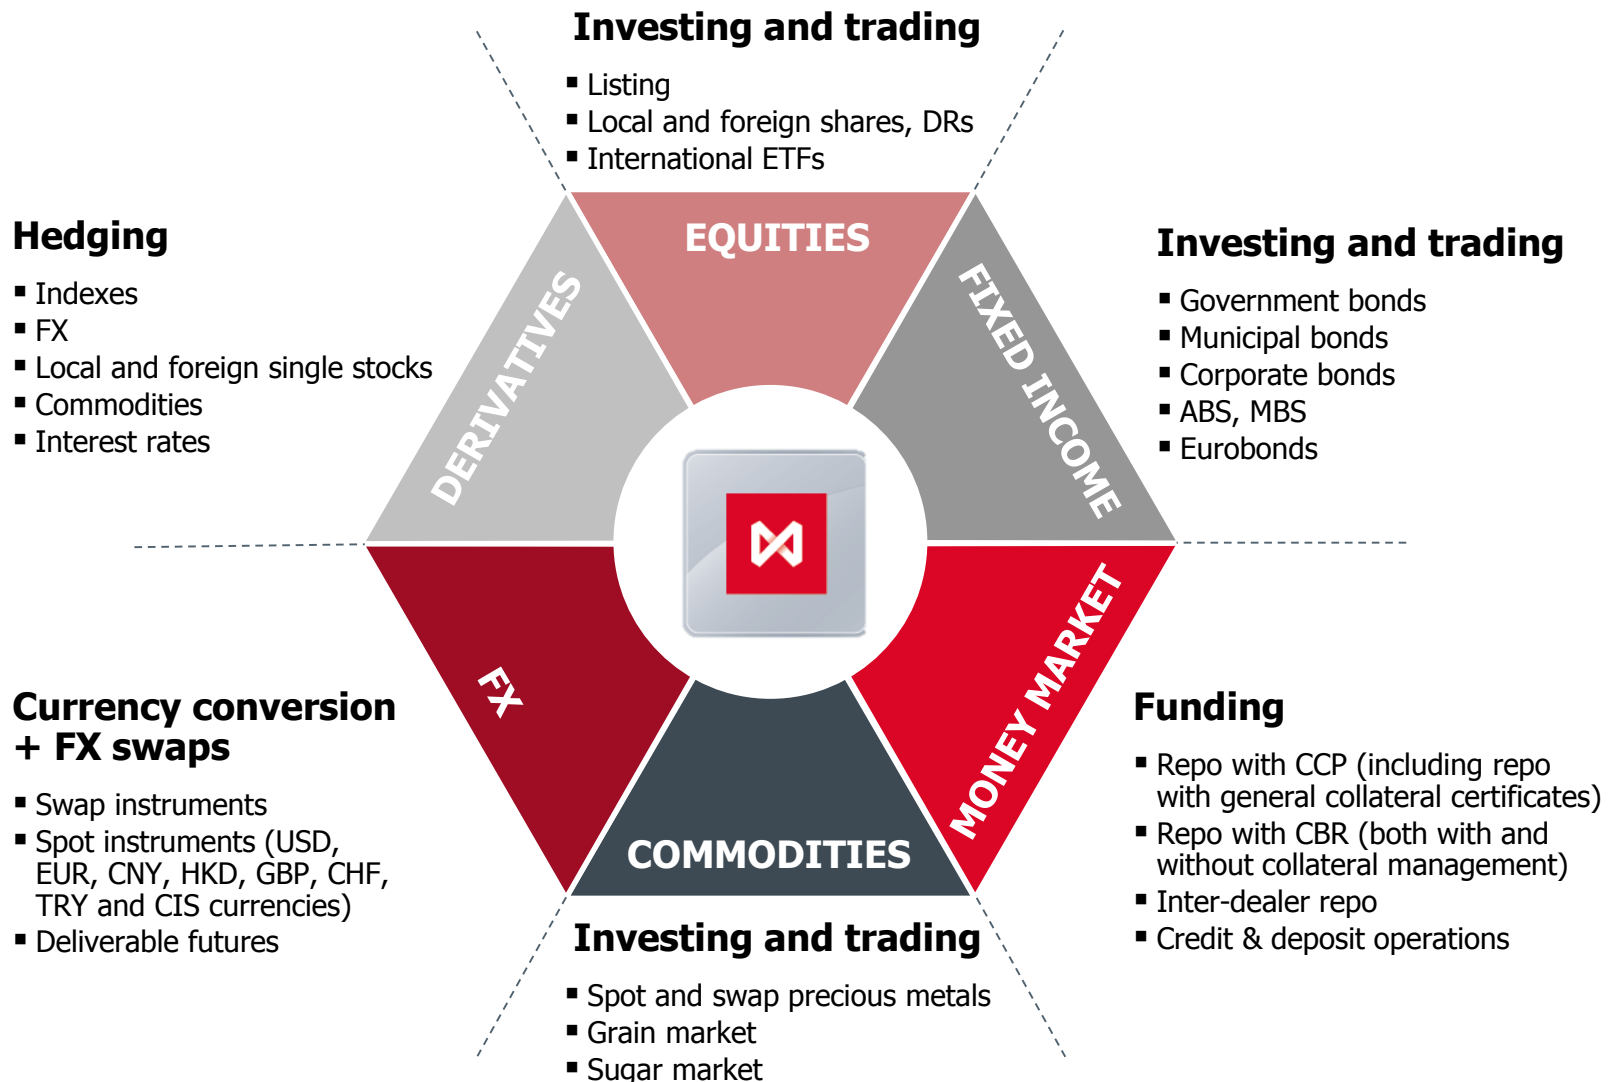 Investing and trading
▪ Listing
▪ Local and foreign shares, DRs
▪ International ETFs
EQUITIES
Hedging
▪ Indexes
▪ FX
▪ Local and foreign single stocks
▪ Commodities
▪ Interest rates
DERIVATIVES
FIXED INCOME
Investing and trading
▪ Government bonds
▪ Municipal bonds
▪ Corporate bonds
▪ ABS, MBS
▪ Eurobonds
FX
Currency conversion
+ FX swaps
▪ Swap instruments
▪ Spot instruments (USD,
EUR, CNY, HKD, GBP, CHF,
TRY and CIS currencies)
▪ Deliverable futures
MONEY MARKET
Funding
▪ Repo with CCP (including repo
with general collateral certificates)
▪ Repo with CBR (both with and
without collateral management)
▪ Inter-dealer repo
▪ Credit & deposit operations
COMMODITIES
Investing and trading
▪ Spot and swap precious metals
▪ Grain market
▪ Sugar market